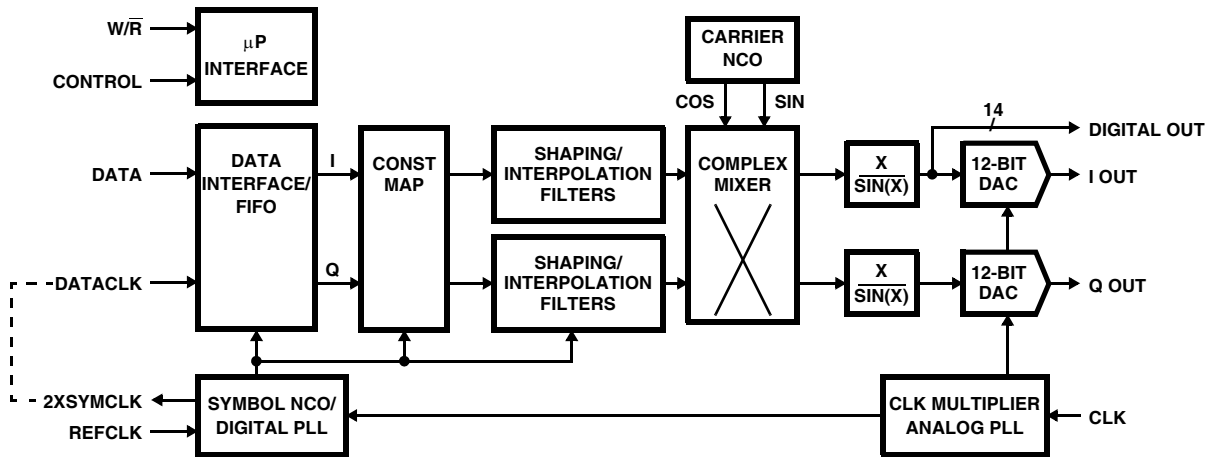 W/R̅
CONTROL
µP
INTERFACE
CARRIER
NCO
COS
SIN
14
DIGITAL OUT
DATA
DATA
INTERFACE/
FIFO
I
CONST
MAP
SHAPING/
INTERPOLATION
FILTERS
COMPLEX
MIXER
X
SIN(X)
12-BIT
DAC
I OUT
DATACLK
Q
SHAPING/
INTERPOLATION
FILTERS
X
SIN(X)
12-BIT
DAC
Q OUT
2XSYMCLK
REFCLK
SYMBOL NCO/
DIGITAL PLL
CLK MULTIPLIER
ANALOG PLL
CLK